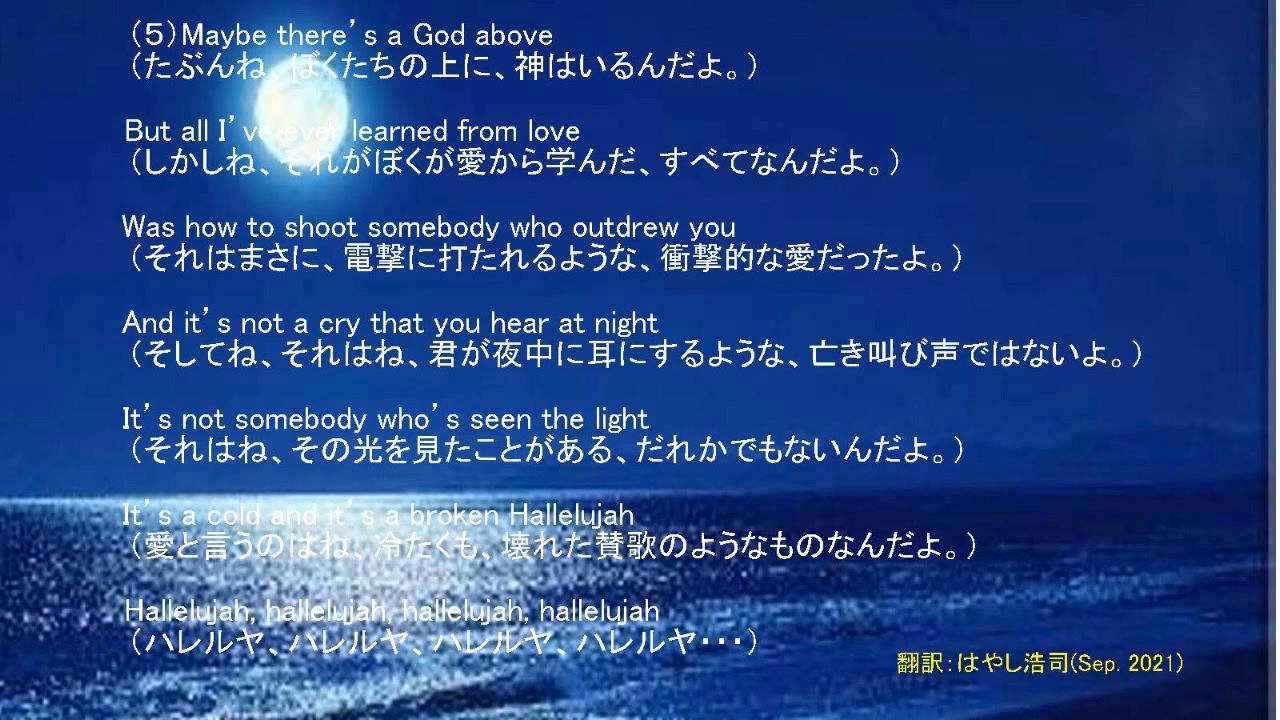 （５）Maybe there’s a God above
（たぶんね、ぼくたちの上に、神はいるんだよ。）
But all I’ve ever learned from love
（しかしね、それがぼくが愛から学んだ、すべてなんだよ。）
Was how to shoot somebody who outdrew you
（それはまさに、電撃に打たれるような、衝撃的な愛だったよ。）
And it’s not a cry that you hear at night
（そしてね、それはね、君が夜中に耳にするような、亡き叫び声ではないよ。）
It’s not somebody who’s seen the light
（それはね、その光を見たことがある、だれかでもないんだよ。）
It’s a cold and it’s a broken Hallelujah
（愛と言うのはね、冷たくも、壊れた賛歌のようなものなんだよ。）
Hallelujah, hallelujah, hallelujah, hallelujah
（ハレルヤ、ハレルヤ、ハレルヤ、ハレルヤ・・・）
翻訳：はやし浩司(Sep. 2021)